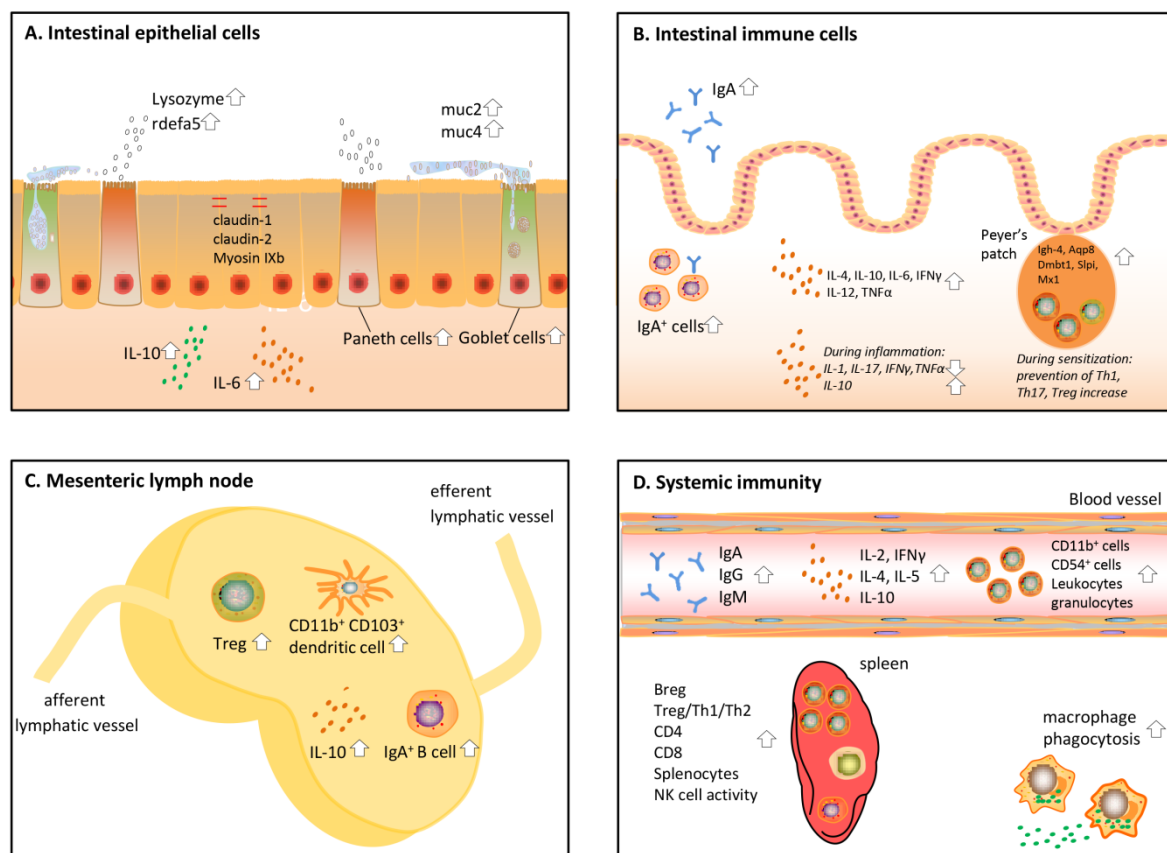 A. Intestinal epithelial cells
Lysozyme
rdefa5
muc2
muc4
claudin-1
claudin-2
Myosin IXb
IL-10
IL-6
Paneth cells
Goblet cells
B. Intestinal immune cells
IgA
IgA⁺ cells
IL-4, IL-10, IL-6, IFNγ
IL-12, TNFα
During inflammation:
IL-1, IL-17, IFNγ,TNFα
IL-10
Peyer's
patch
Igh-4, Aqp8
Dmbt1, Slpi,
Mx1
During sensitization:
prevention of Th1,
Th17, Treg increase
C. Mesenteric lymph node
efferent
lymphatic vessel
Treg
CD11b⁺ CD103⁺
dendritic cell
afferent
lymphatic vessel
IL-10
IgA⁺ B cell
D. Systemic immunity
Blood vessel
IgA
IgG
IgM
IL-2, IFNγ
IL-4, IL-5
IL-10
CD11b⁺ cells
CD54⁺ cells
Leukocytes
granulocytes
spleen
Breg
Treg/Th1/Th2
CD4
CD8
Splenocytes
NK cell activity
macrophage
phagocytosis